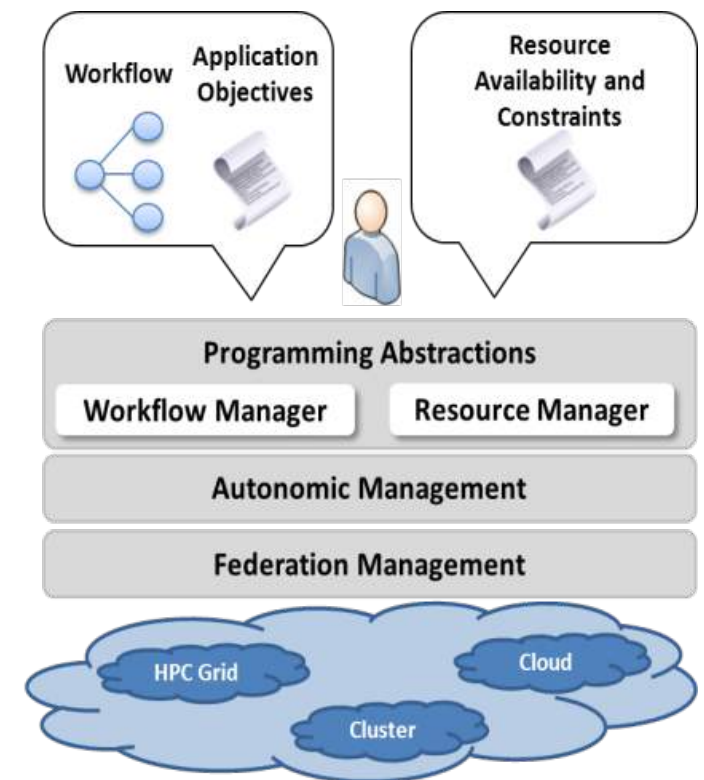 Workflow
Application
Objectives
Resource
Availability and
Constraints
Programming Abstractions
Workflow Manager
Resource Manager
Autonomic Management
Federation Management
HPC Grid
Cloud
Cluster